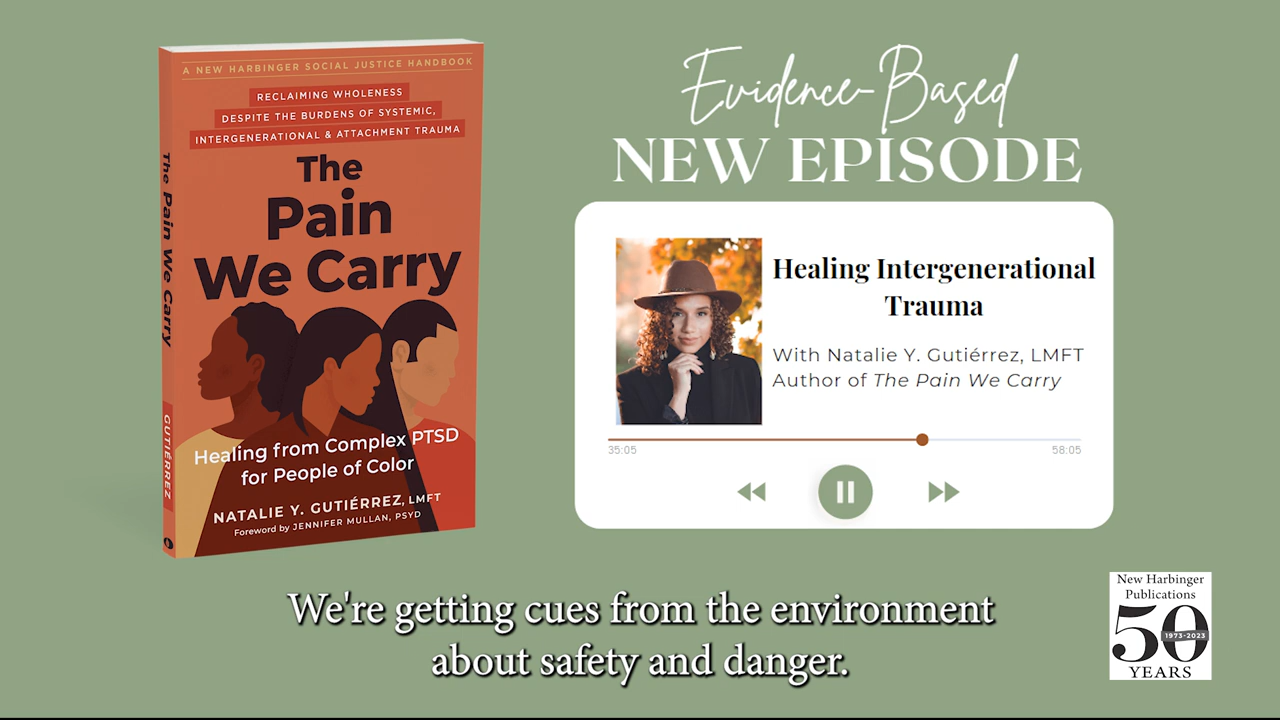 A NEW HARBINGER SOCIAL JUSTICE HANDBOOK
RECLAIMING WHOLENESS
DESPITE THE BURDENS OF SYSTEMIC,
INTERGENERATIONAL & ATTACHMENT TRAUMA
The
Pain
We Carry
Healing from Complex PTSD
for People of Color
NATALIE Y. GUTIÉRREZ, LMFT
Foreword by JENNIFER MULLAN, PSYD
The Pain We Carry
GUTIÉRREZ
Evidence-Based
NEW EPISODE
Healing Intergenerational
Trauma
With Natalie Y. Gutiérrez, LMFT
Author of The Pain We Carry
35:05
58:05
We're getting cues from the environment
about safety and danger.
New Harbinger
Publications
50
1973-2023
YEARS